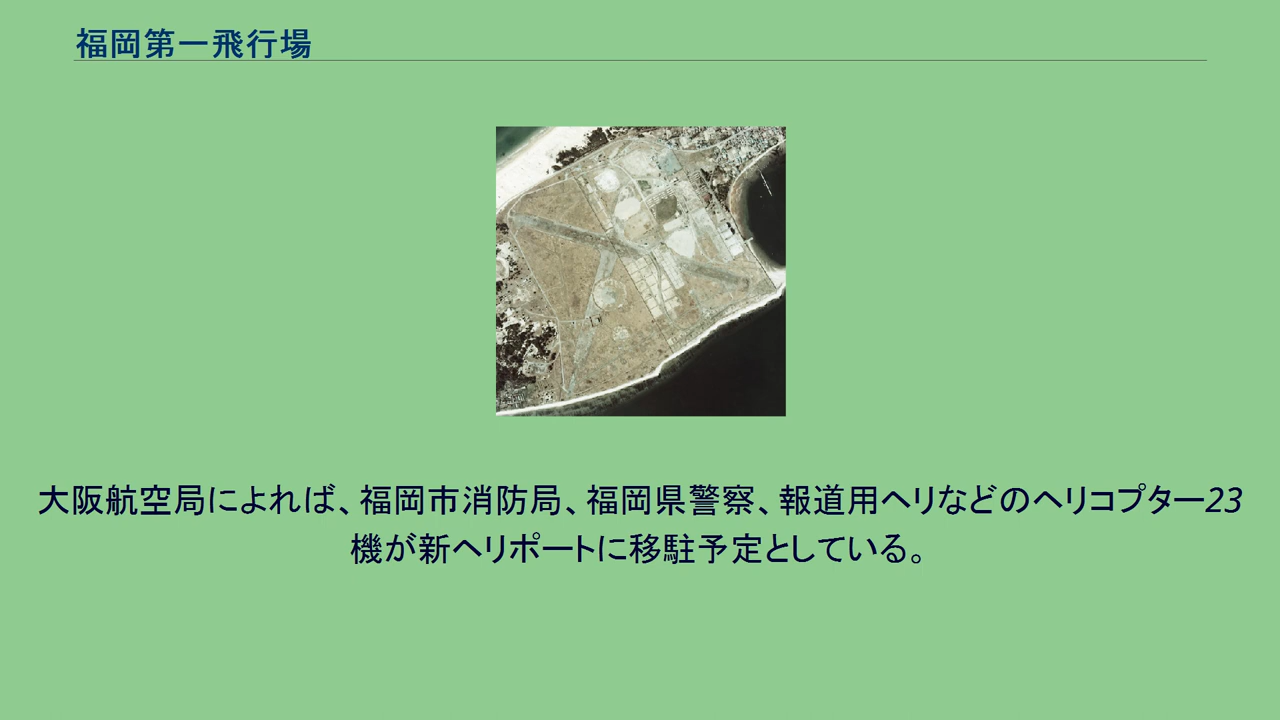 福岡第一飛行場
大阪航空局によれば、福岡市消防局、福岡県警察、報道用ヘリなどのヘリコプター23
機が新ヘリポートに移駐予定としている。